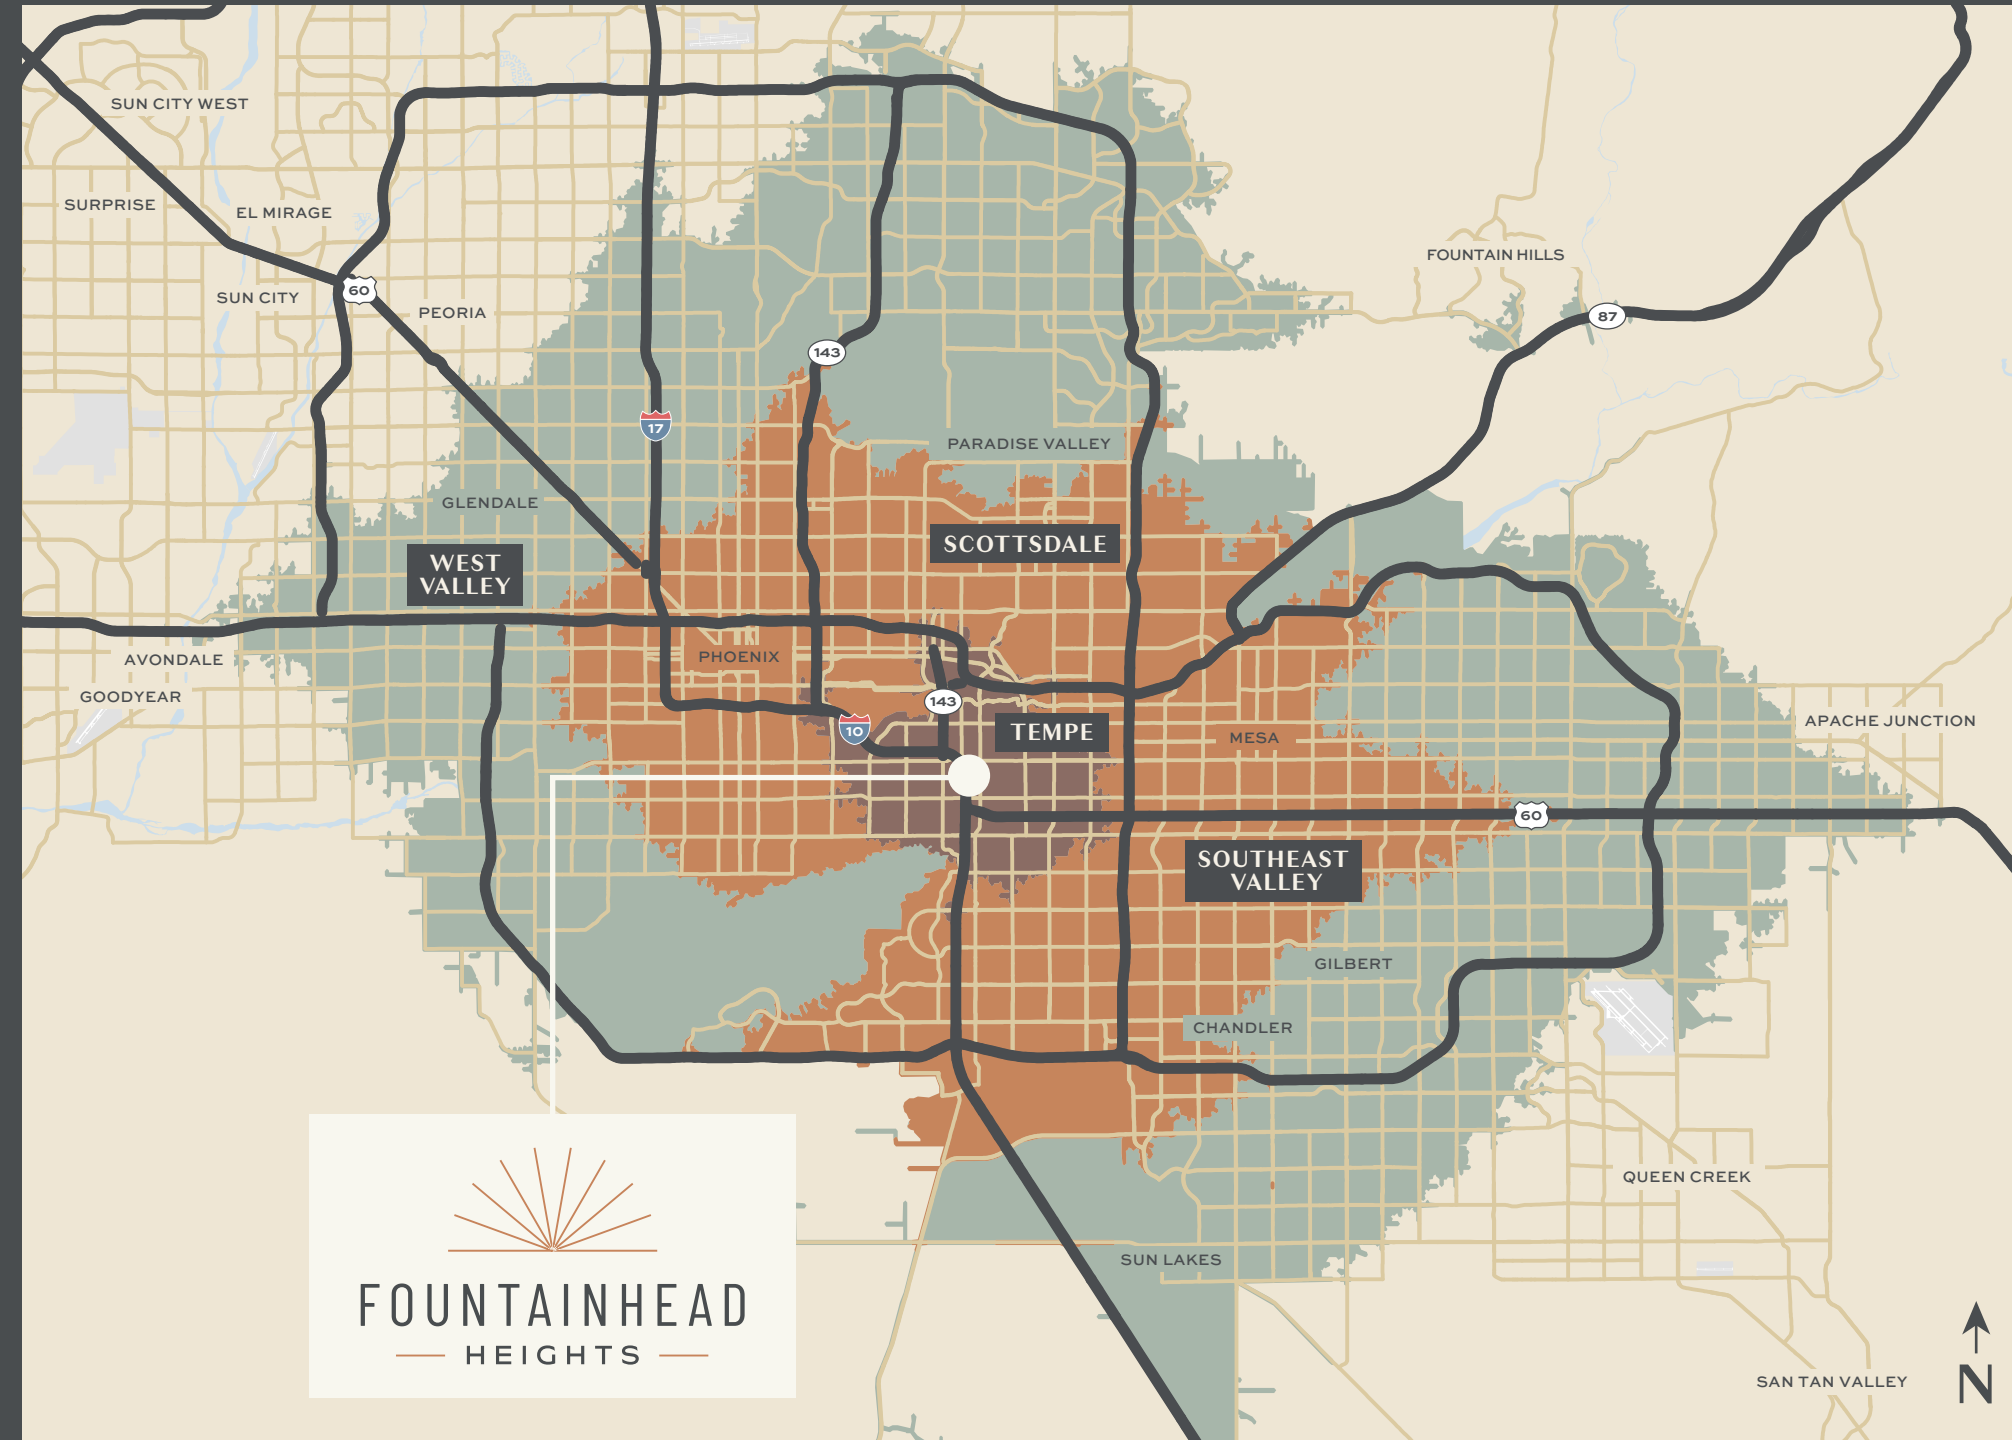 SUN CITY WEST
SURPRISE
EL MIRAGE
FOUNTAIN HILLS
60
SUN CITY
PEORIA
87
143
17
PARADISE VALLEY
GLENDALE
SCOTTSDALE
WEST
VALLEY
AVONDALE
PHOENIX
GOODYEAR
143
10
TEMPE
MESA
APACHE JUNCTION
60
SOUTHEAST
VALLEY
GILBERT
CHANDLER
QUEEN CREEK
SUN LAKES
FOUNTAINHEAD
HEIGHTS
SAN TAN VALLEY
N